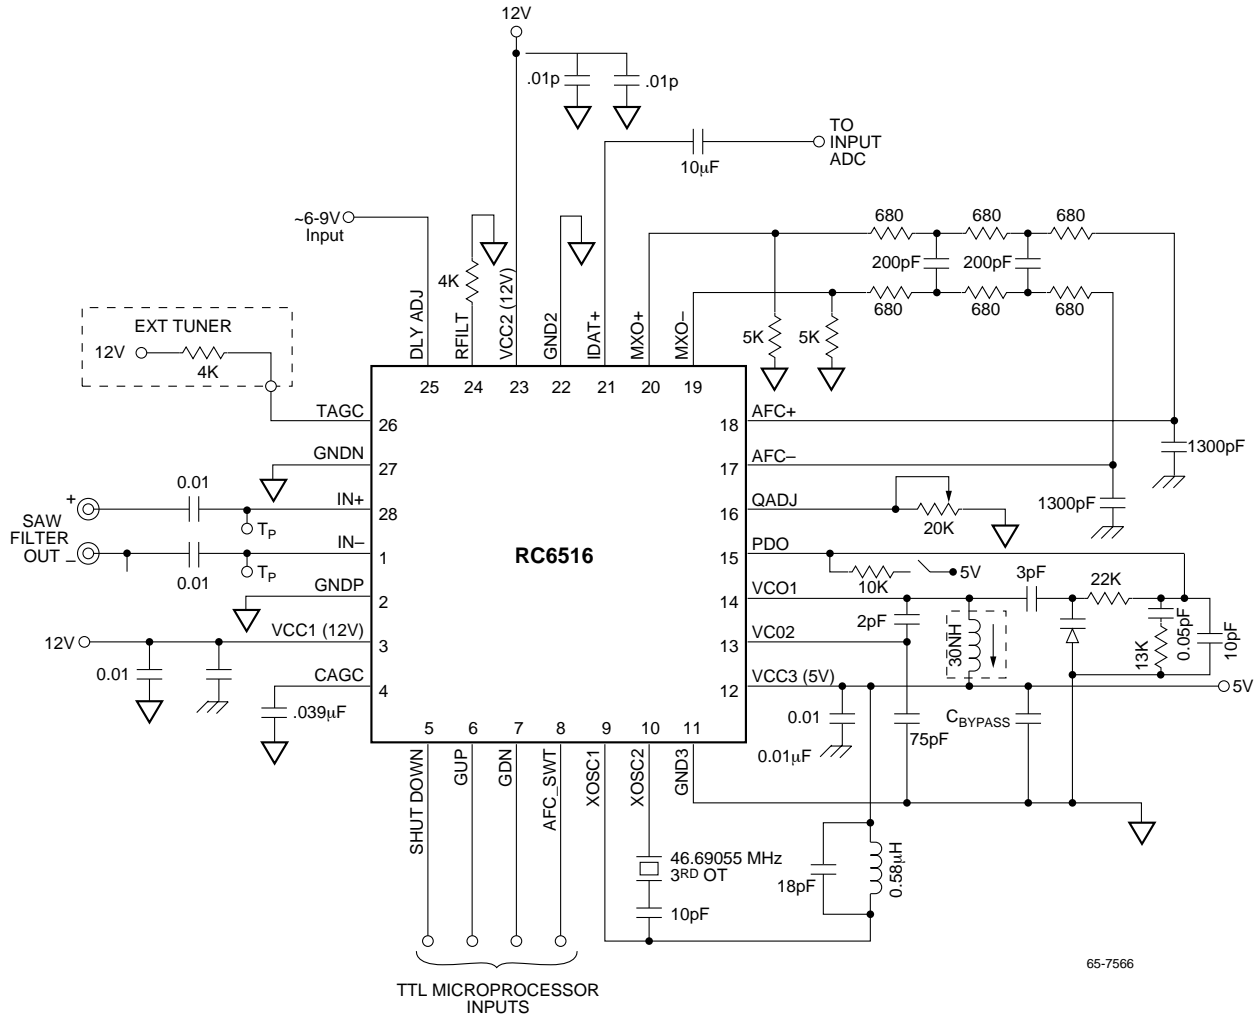 12V
.01p
.01p
TO
INPUT
ADC
10µF
~6-9V
Input
680
680
680
200pF
200pF
680
680
680
4K
5K
5K
EXT TUNER
12V
4K
DLY ADJ
RFILT
VCC2 (12V)
GND2
IDAT+
MXO+
MXO–
25
24
23
22
21
20
19
TAGC
26
GNDN
27
IN+
28
IN–
1
GNDP
2
VCC1 (12V)
3
CAGC
4
18
AFC+
17
AFC–
16
QADJ
15
PDO
14
VCO1
13
VC02
12
VCC3 (5V)
RC6516
1300pF
1300pF
20K
10K
5V
3pF
22K
2pF
30NH
13K
0.05pF
10pF
5V
+
SAW
FILTER
OUT
–
0.01
TP
0.01
TP
12V
0.01
.039µF
0.01
0.01µF
75pF
CBYPASS
5
6
7
8
9
10
11
SHUT DOWN
GUP
GDN
AFC_SWT
XOSC1
XOSC2
GND3
46.69055 MHz
3RD OT
10pF
18pF
0.58µH
TTL MICROPROCESSOR
INPUTS
65-7566